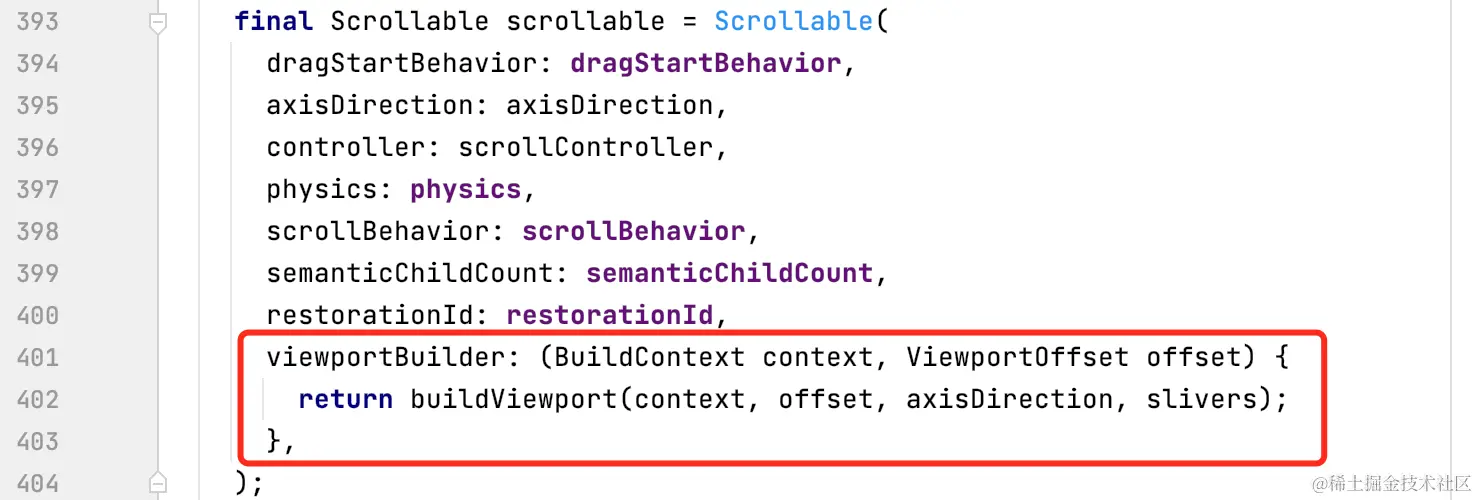 393 final Scrollable scrollable = Scrollable(
394 dragStartBehavior: dragStartBehavior,
395 axisDirection: axisDirection,
396 controller: scrollController,
397 physics: physics,
398 scrollBehavior: scrollBehavior,
399 semanticChildCount: semanticChildCount,
400 restorationId: restorationId,
401 viewportBuilder: (BuildContext context, ViewportOffset offset) {
402 return buildViewport(context, offset, axisDirection, slivers);
403 },
404 );
@稀土掘金技术社区